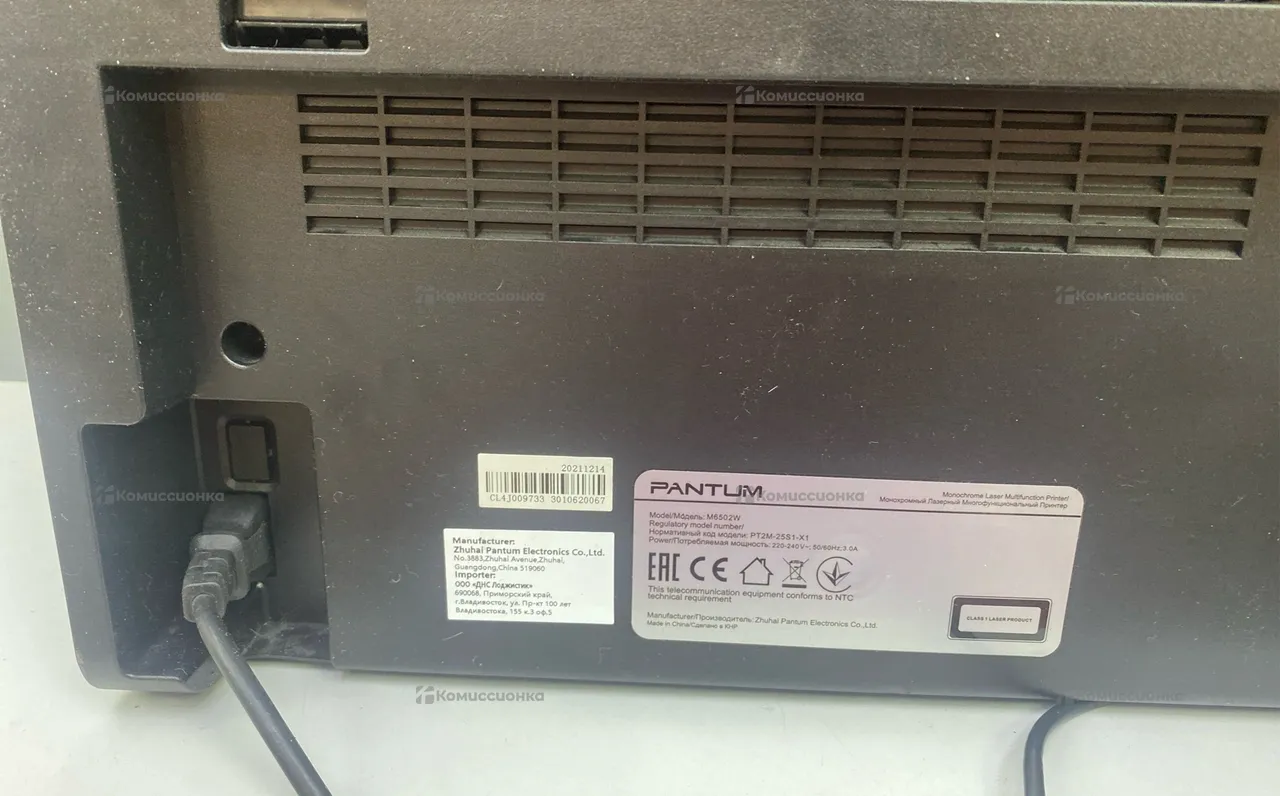 Комиссионка
Комиссионка
Комиссионка
Комиссионка
20211214
CL4J009733 3010620067
Manufacturer:
Zhuhai Pantum Electronics Co.,Ltd.
No.3883,Zhuhai Avenue,Zhuhai,
Guangdong,China 519060
Importer:
ООО «ДНС Лоджистик»
690068, Приморский край,
г.Владивосток, ул. Пр-кт 100 лет
Владивостока, 155 к.3 оф.5
PANTUM
Monochrome Laser Multifunction Printer/
Монохромный Лазерный Многофункциональный Принтер
Model/Модель: M6502W
Regulatory model number/
Нормативный код модели: PT2M-25S1-X1
Power/Потребляемая мощность: 220-240V~; 50/60Hz;3.0A
EAC CE
This telecommunication equipment conforms to NTC
technical requirement
Manufacturer/Производитель: Zhuhai Pantum Electronics Co.,Ltd.
Made in China/Сделано в КНР
CLASS 1 LASER PRODUCT
Комиссионка
Комиссионка
Комиссионка
Комиссионка
Комиссионка